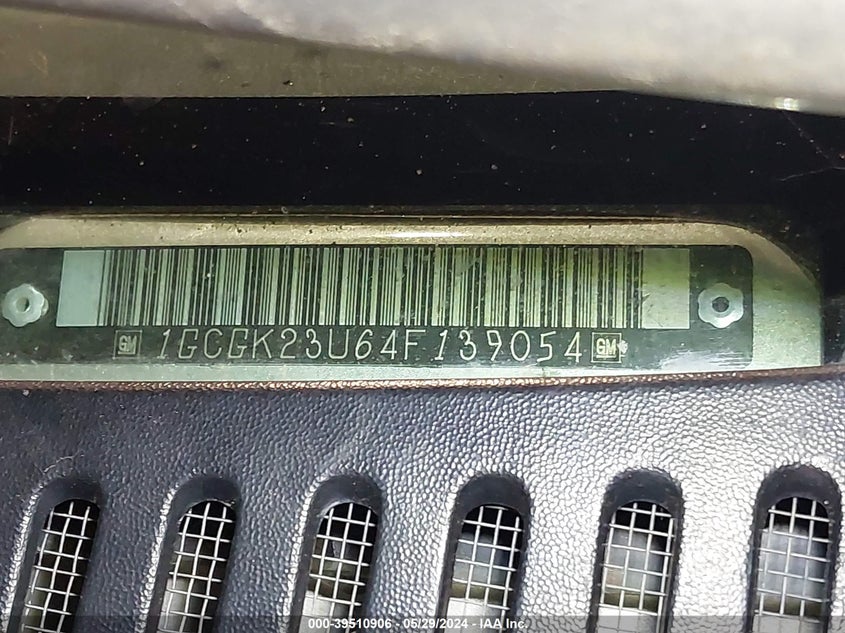 GM 1GCGK23U64F139054 GM
000-39510906 - 05/29/2024 - IAA Inc.